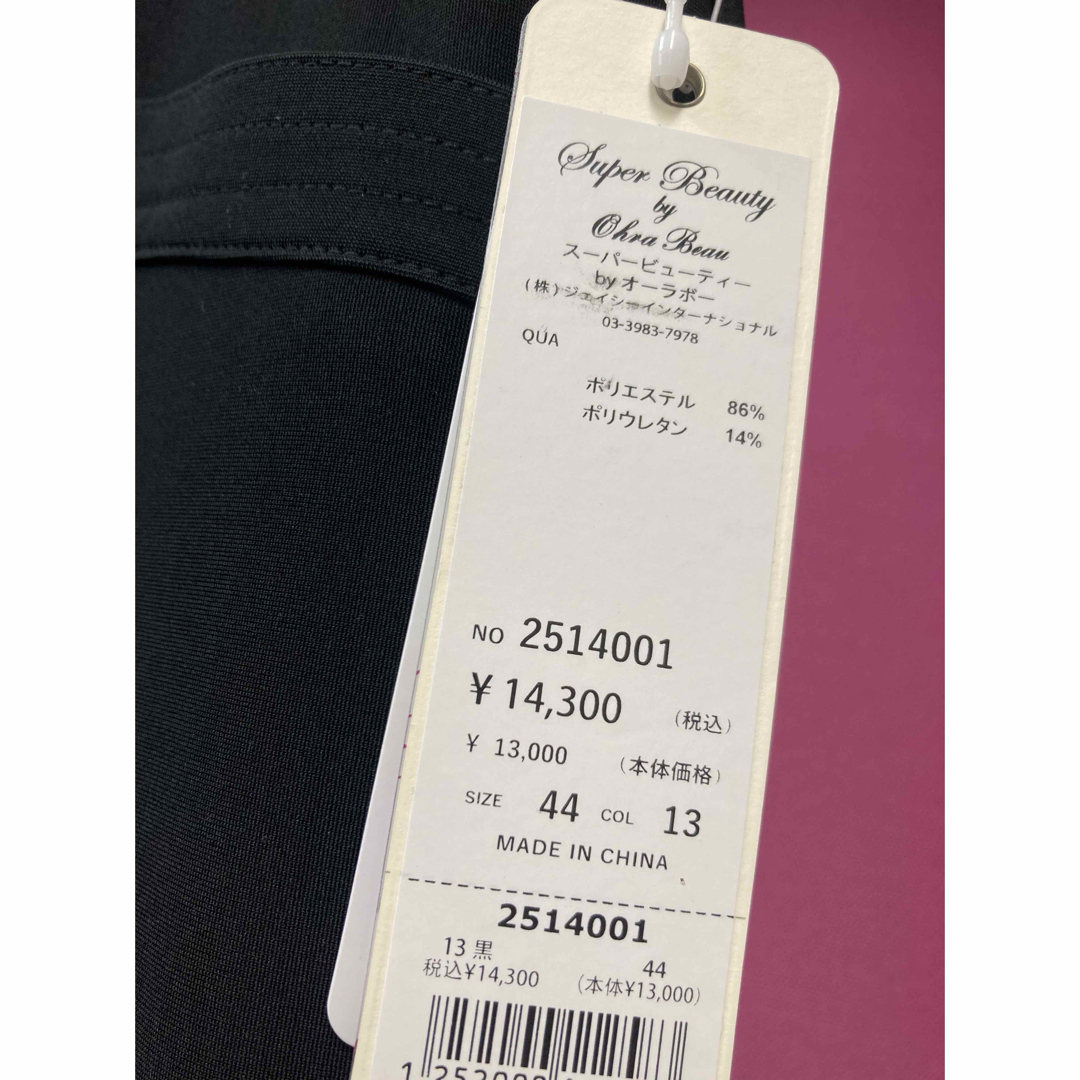 Super Beauty
by
Ohra Beau
スーパービューティー
by オーラボー
(株)ジェイシーインターナショナル
03-3983-7978
QUA
ポリエステル 86%
ポリウレタン 14%
NO 2514001
¥ 14,300 (税込)
¥ 13,000 (本体価格)
SIZE 44 COL 13
MADE IN CHINA
2514001
13 黒 44
税込¥14,300 (本体¥13,000)